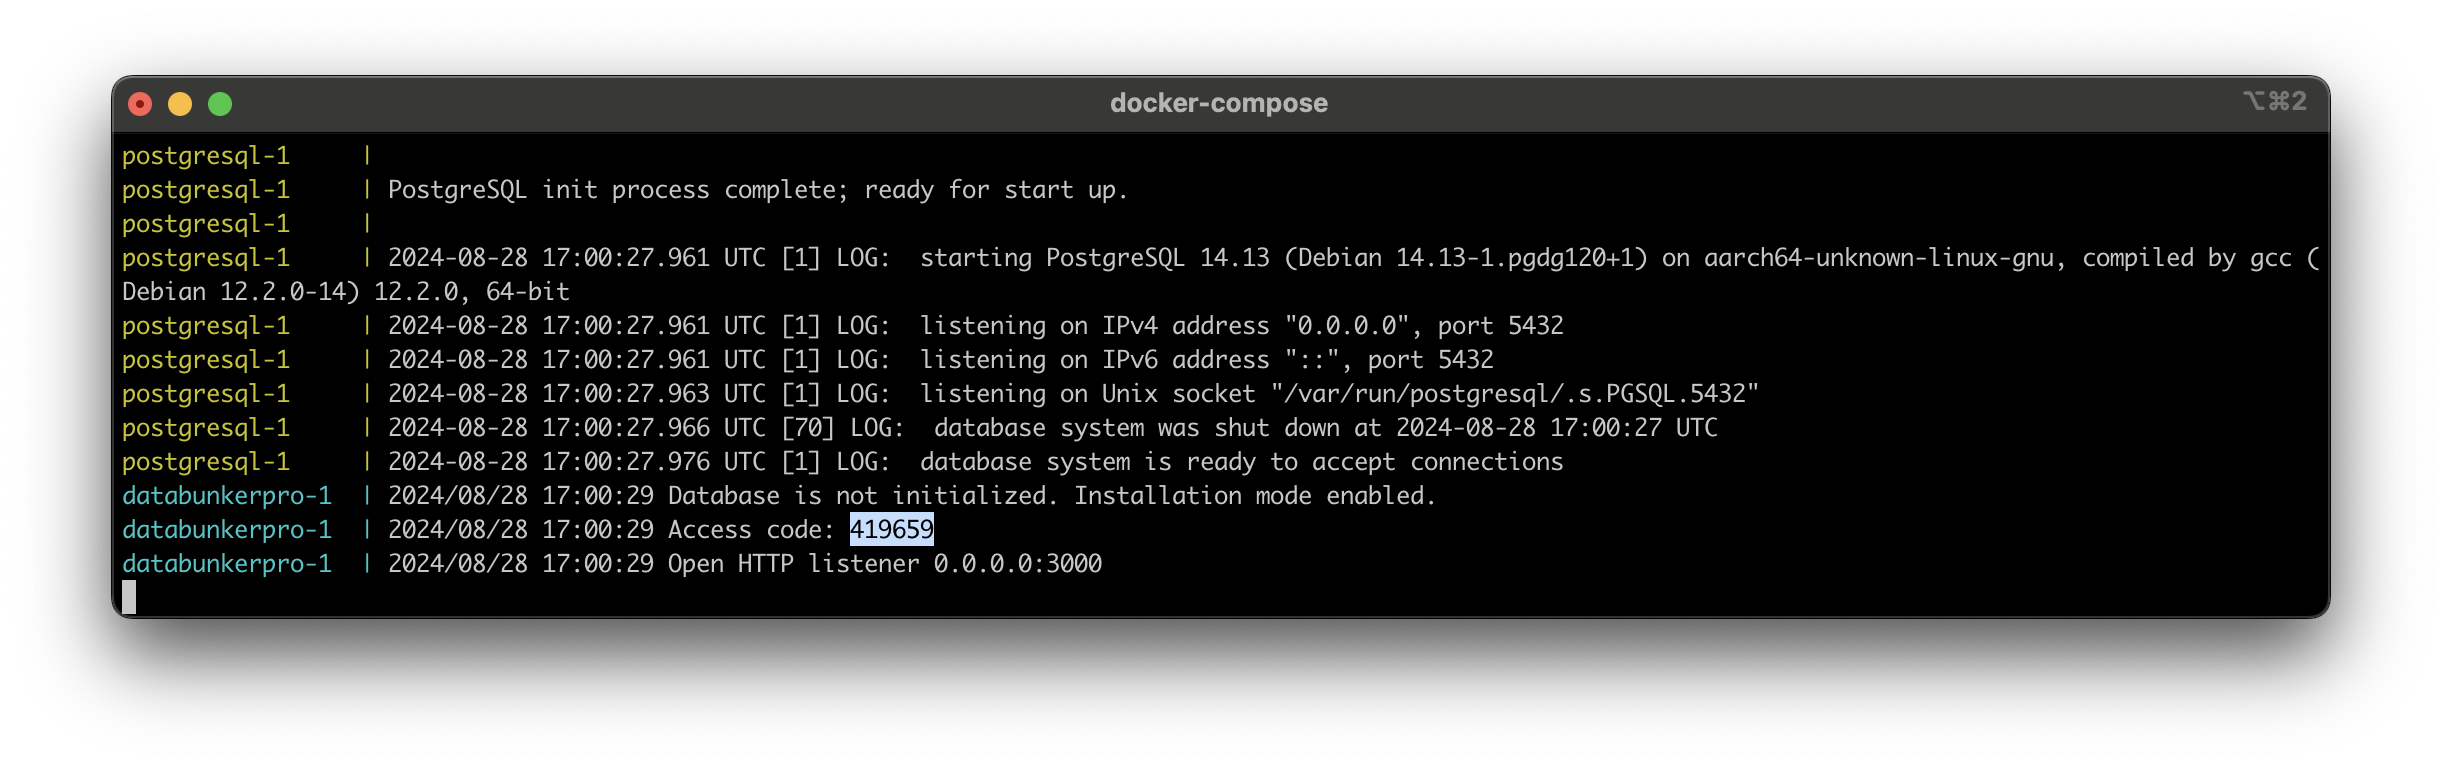 docker-compose
⌥⌘2
postgresql-1     |
postgresql-1     | PostgreSQL init process complete; ready for start up.
postgresql-1     |
postgresql-1     | 2024-08-28 17:00:27.961 UTC [1] LOG:  starting PostgreSQL 14.13 (Debian 14.13-1.pgdg120+1) on aarch64-unknown-linux-gnu, compiled by gcc (
Debian 12.2.0-14) 12.2.0, 64-bit
postgresql-1     | 2024-08-28 17:00:27.961 UTC [1] LOG:  listening on IPv4 address "0.0.0.0", port 5432
postgresql-1     | 2024-08-28 17:00:27.961 UTC [1] LOG:  listening on IPv6 address "::", port 5432
postgresql-1     | 2024-08-28 17:00:27.963 UTC [1] LOG:  listening on Unix socket "/var/run/postgresql/.s.PGSQL.5432"
postgresql-1     | 2024-08-28 17:00:27.966 UTC [70] LOG:  database system was shut down at 2024-08-28 17:00:27 UTC
postgresql-1     | 2024-08-28 17:00:27.976 UTC [1] LOG:  database system is ready to accept connections
databunkerpro-1  | 2024/08/28 17:00:29 Database is not initialized. Installation mode enabled.
databunkerpro-1  | 2024/08/28 17:00:29 Access code: 419659
databunkerpro-1  | 2024/08/28 17:00:29 Open HTTP listener 0.0.0.0:3000